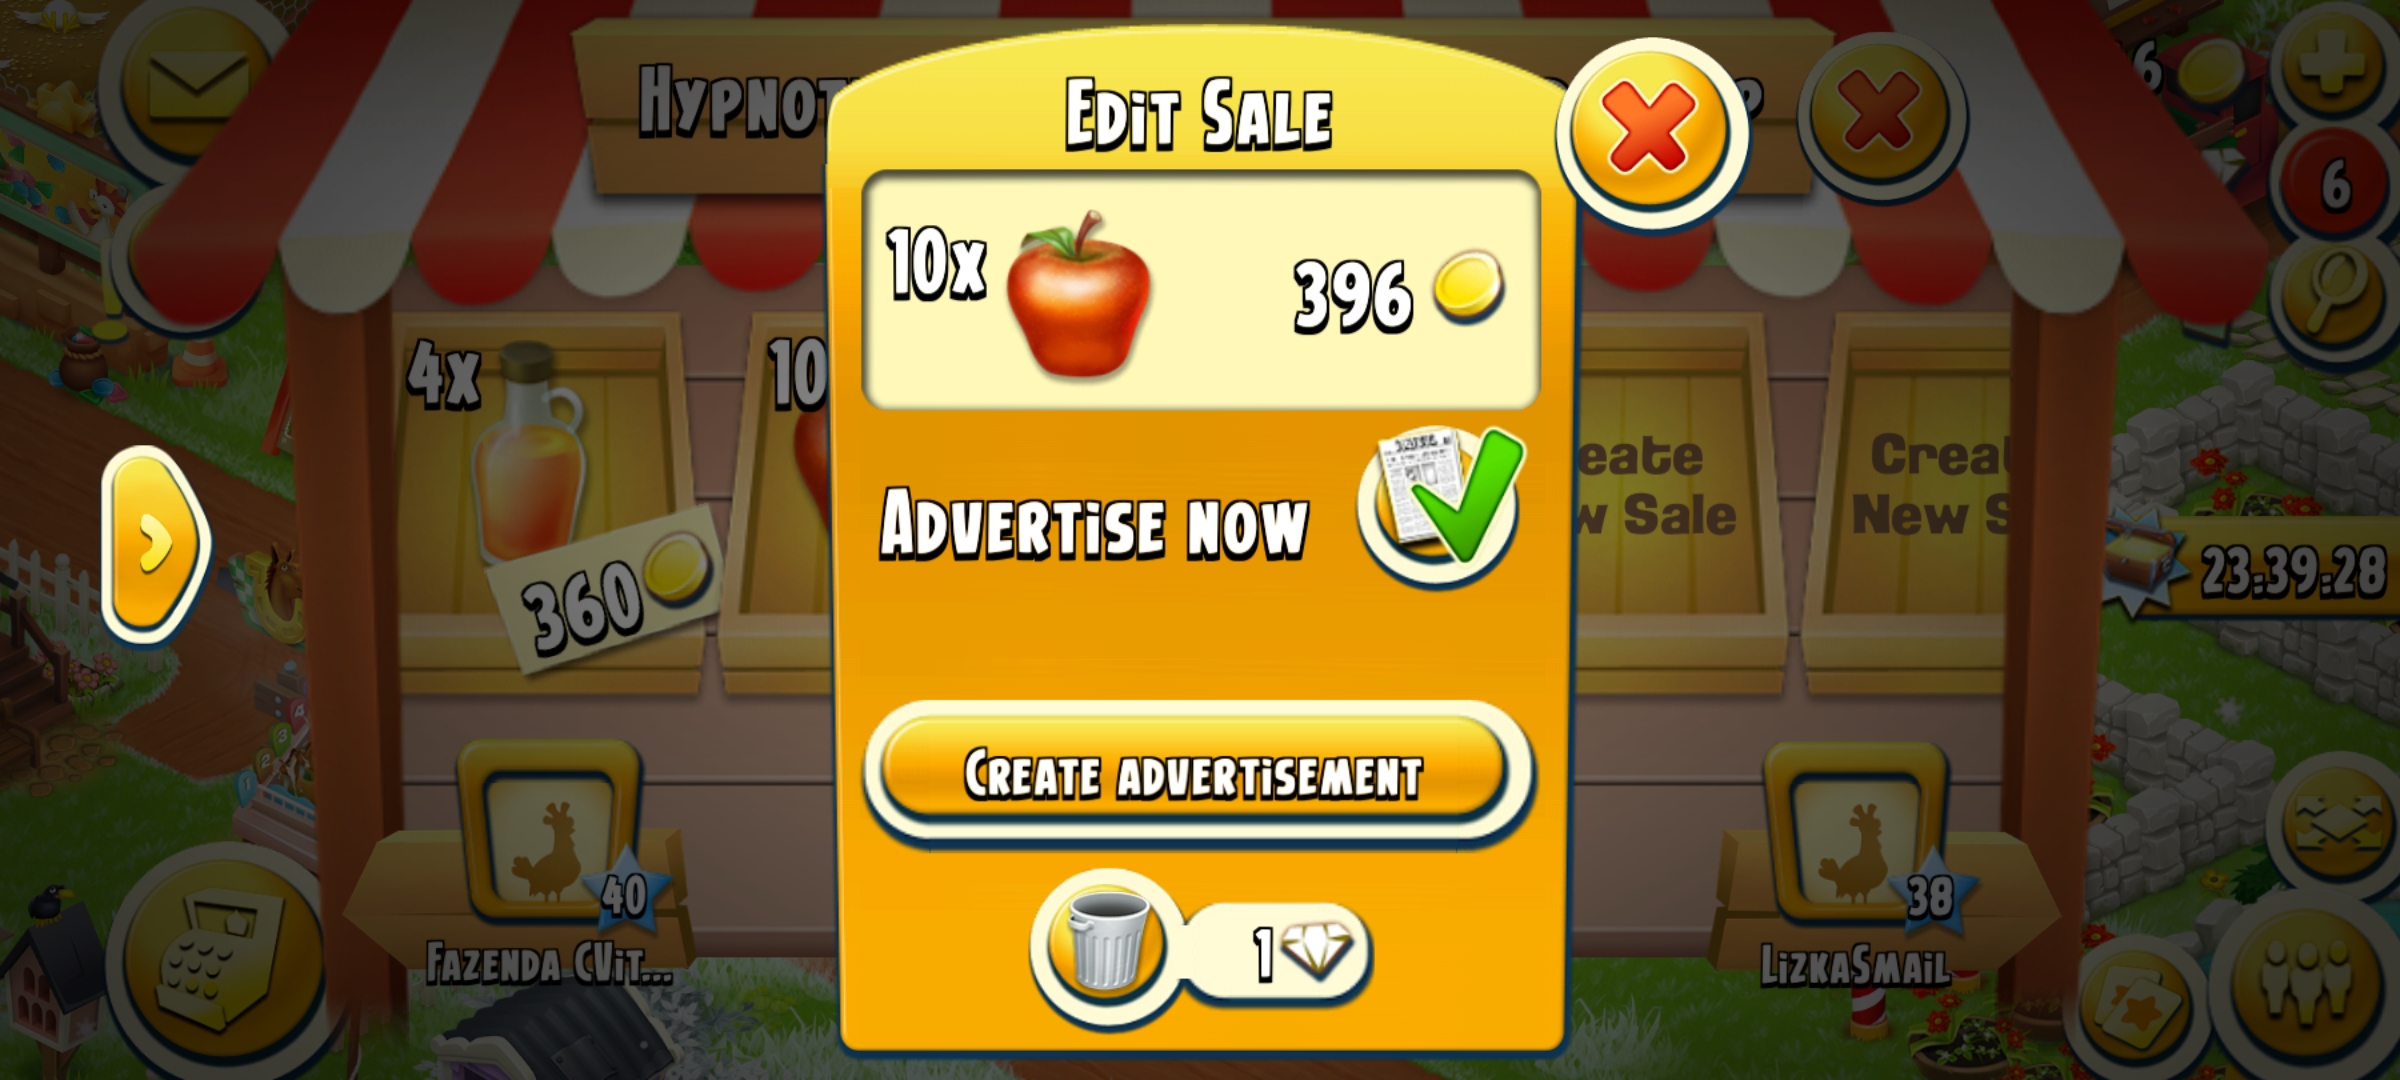 HYPNOT
EDiT SALE
6
6
10x
396
4x
10
360
ADVERTiSE NOW
eate
w Sale
Creat
New S
23:39:28
CREATE ADVERTiSEMENT
1
40
FAZENDA CViT...
38
LiZKASMAiL